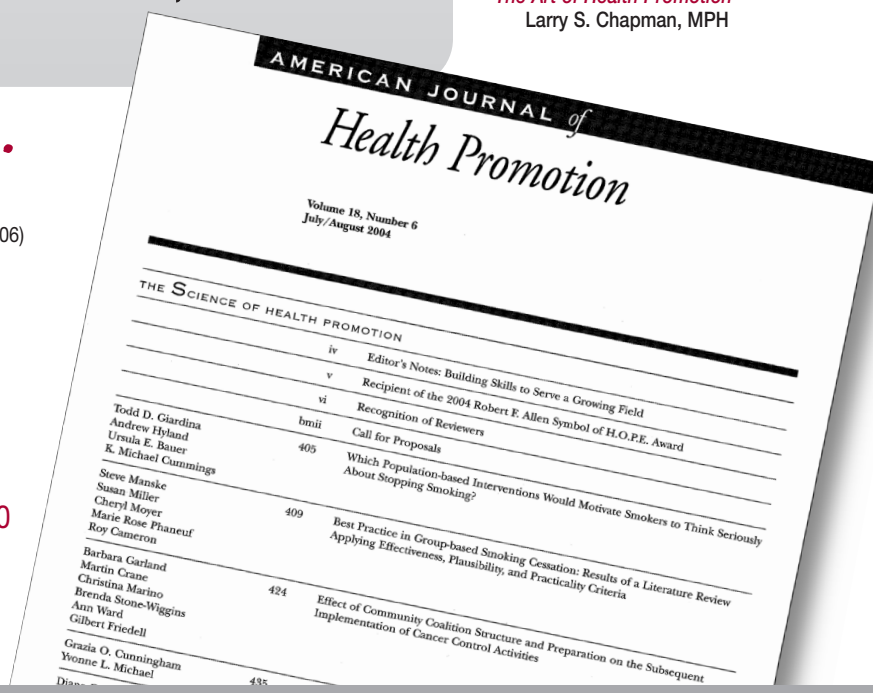 The Art of Health Promotion
Larry S. Chapman, MPH
AMERICAN JOURNAL of
Health Promotion
Volume 18, Number 6
July/August 2004
06)
0
THE SCIENCE OF HEALTH PROMOTION
iv Editor's Notes: Building Skills to Serve a Growing Field
v Recipient of the 2004 Robert F. Allen Symbol of H.O.P.E. Award
vi Recognition of Reviewers
bmii Call for Proposals
Todd D. Giardina
Andrew Hyland
Ursula E. Bauer
K. Michael Cummings
405 Which Population-based Interventions Would Motivate Smokers to Think Seriously
About Stopping Smoking?
Steve Manske
Susan Miller
Cheryl Moyer
Marie Rose Phaneuf
Roy Cameron
409 Best Practice in Group-based Smoking Cessation: Results of a Literature Review
Applying Effectiveness, Plausibility, and Practicality Criteria
Barbara Garland
Martin Crane
Christina Marino
Brenda Stone-Wiggins
Ann Ward
Gilbert Friedell
424 Effect of Community Coalition Structure and Preparation on the Subsequent
Implementation of Cancer Control Activities
Grazia O. Cunningham
Yvonne L. Michael
435